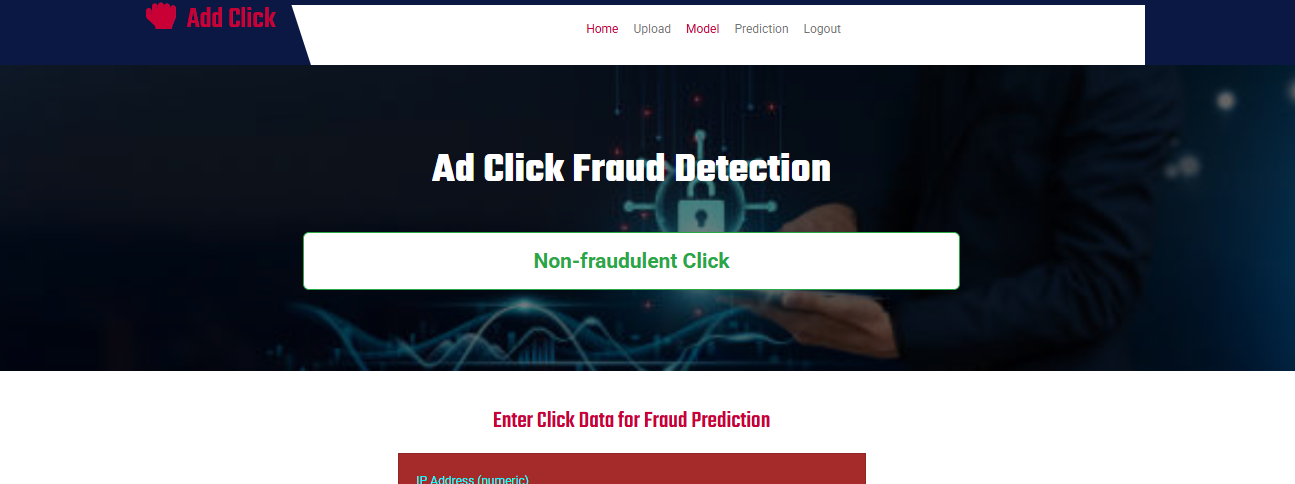 Add Click
Home Upload Model Prediction Logout
Ad Click Fraud Detection
Non-fraudulent Click
Enter Click Data for Fraud Prediction
IP Address (numeric)